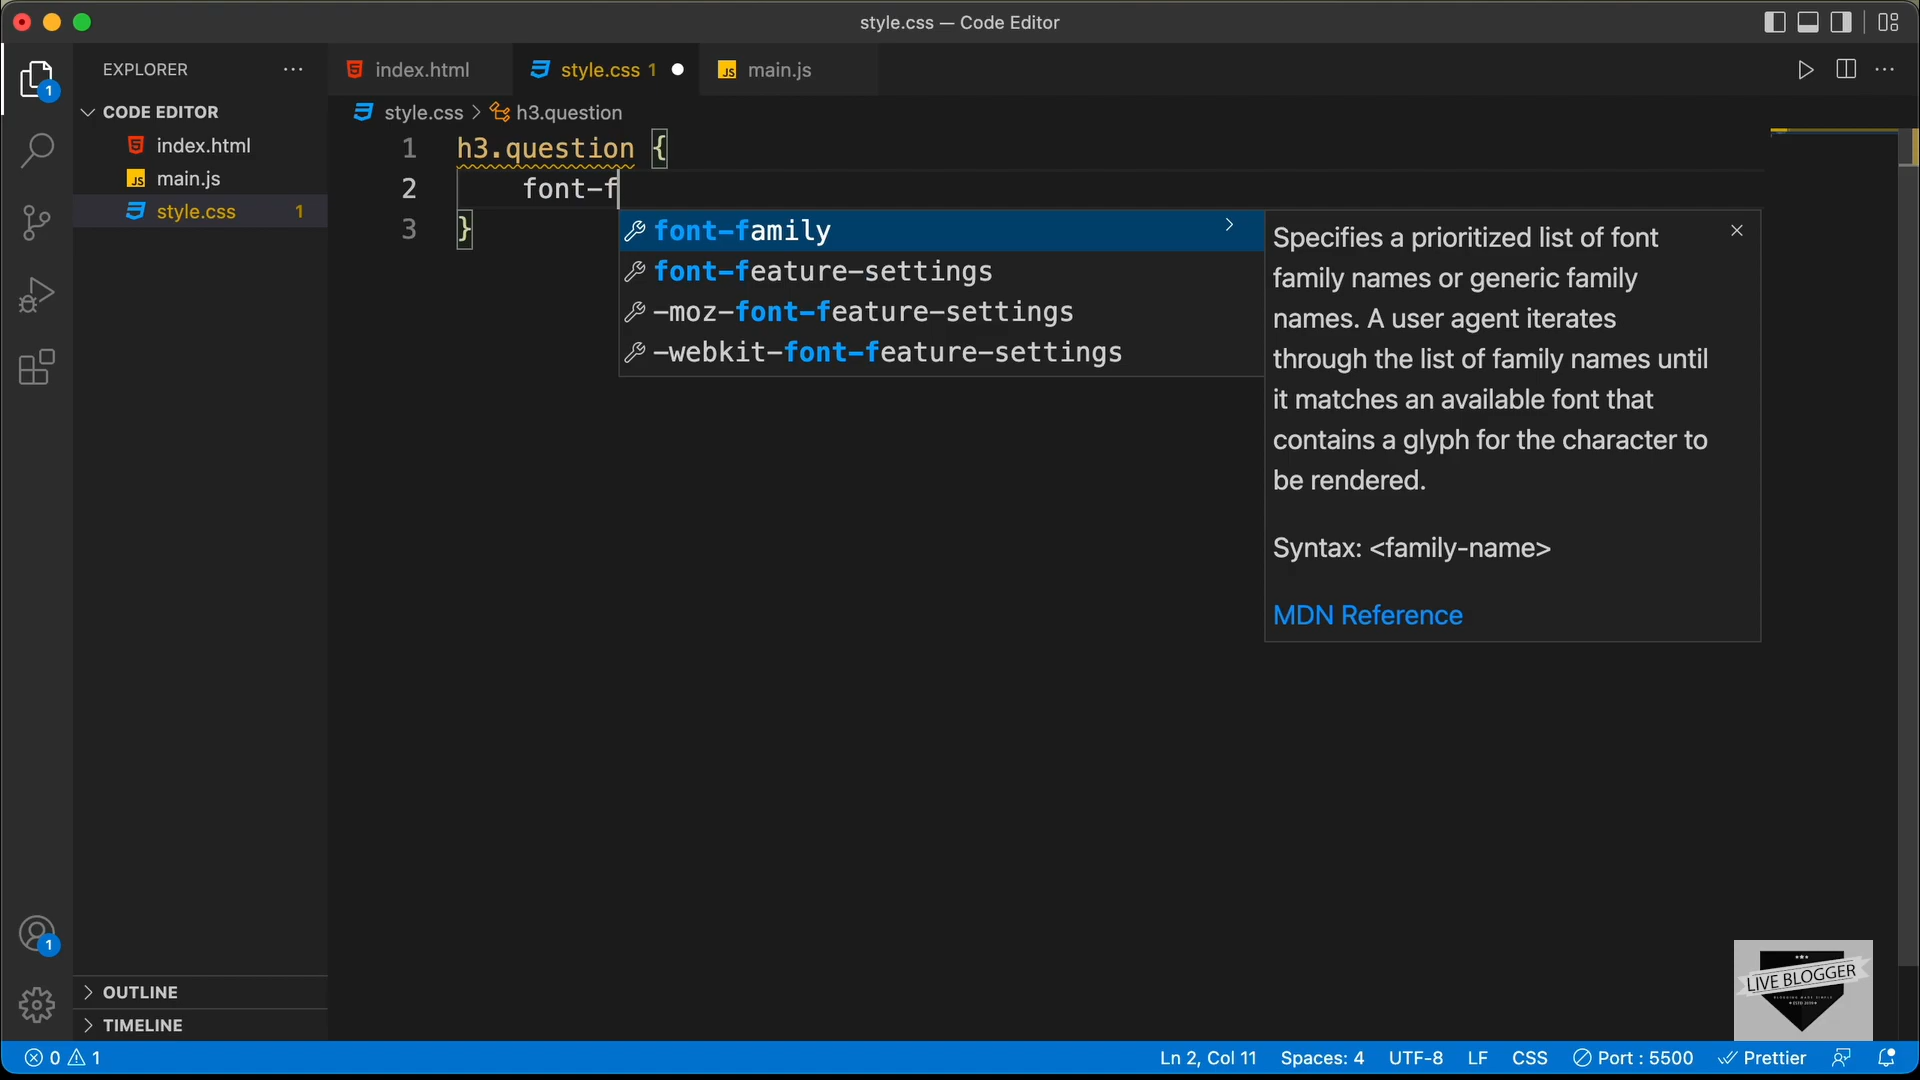 style.css — Code Editor
EXPLORER
index.html
style.css 1
main.js
CODE EDITOR
index.html
main.js
style.css 1
style.css > h3.question
1 h3.question {
2 font-f
3 }
font-family
font-feature-settings
-moz-font-feature-settings
-webkit-font-feature-settings
Specifies a prioritized list of font
family names or generic family
names. A user agent iterates
through the list of family names until
it matches an available font that
contains a glyph for the character to
be rendered.
Syntax: <family-name>
MDN Reference
1
1
OUTLINE
TIMELINE
LIVE BLOGGER
BLOGGING MADE SIMPLE
0 1
Ln 2, Col 11 Spaces: 4 UTF-8 LF CSS Port : 5500 Prettier